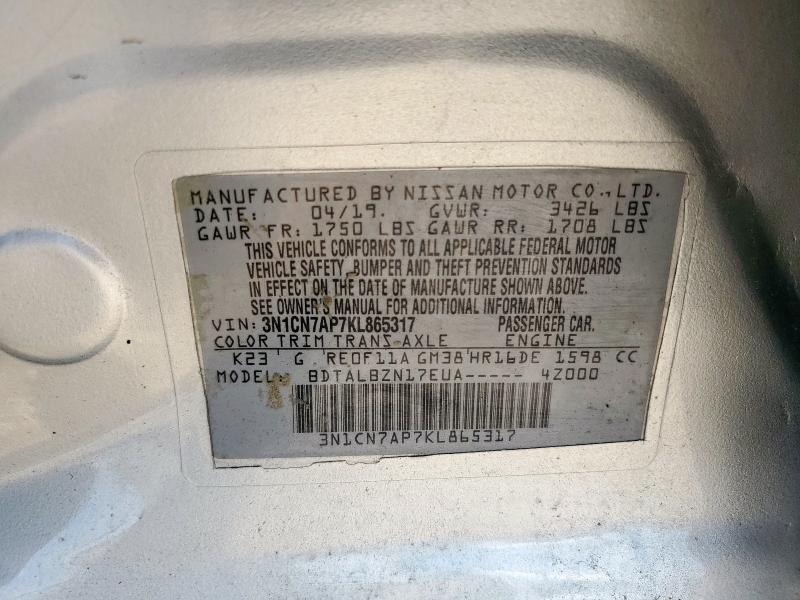 MANUFACTURED BY NISSAN MOTOR CO.,LTD.
DATE: 04/19. GVWR: 3426 LBS
GAWR FR: 1750 LBS GAWR RR: 1708 LBS
THIS VEHICLE CONFORMS TO ALL APPLICABLE FEDERAL MOTOR
VEHICLE SAFETY, BUMPER AND THEFT PREVENTION STANDARDS
IN EFFECT ON THE DATE OF MANUFACTURE SHOWN ABOVE.
SEE OWNER'S MANUAL FOR ADDITIONAL INFORMATION.
VIN: 3N1CN7AP7KL865317 PASSENGER CAR.
COLOR TRIM TRANS-AXLE ENGINE
K23 G RE0F11A GM38 HR16DE 1598 CC
MODEL: BDTALBZN17EUA----- 4Z000
3N1CN7AP7KL865317